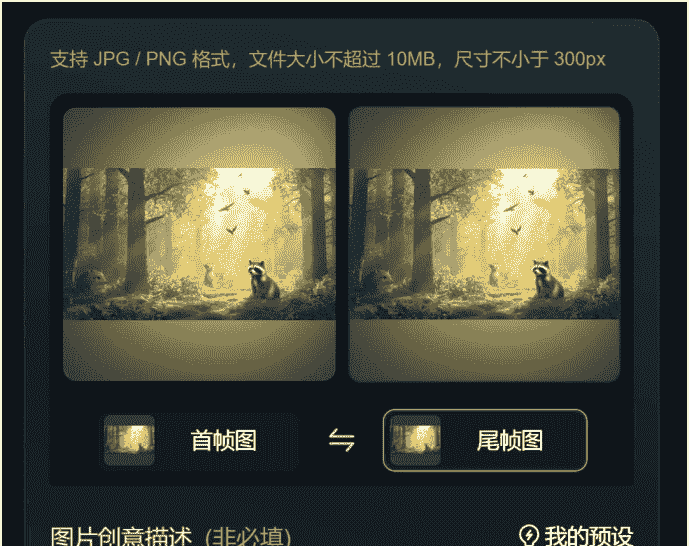 支持 JPG / PNG 格式，文件大小不超过 10MB，尺寸不小于 300px
首帧图
尾帧图
图片创意描述（非必填） 我的预设